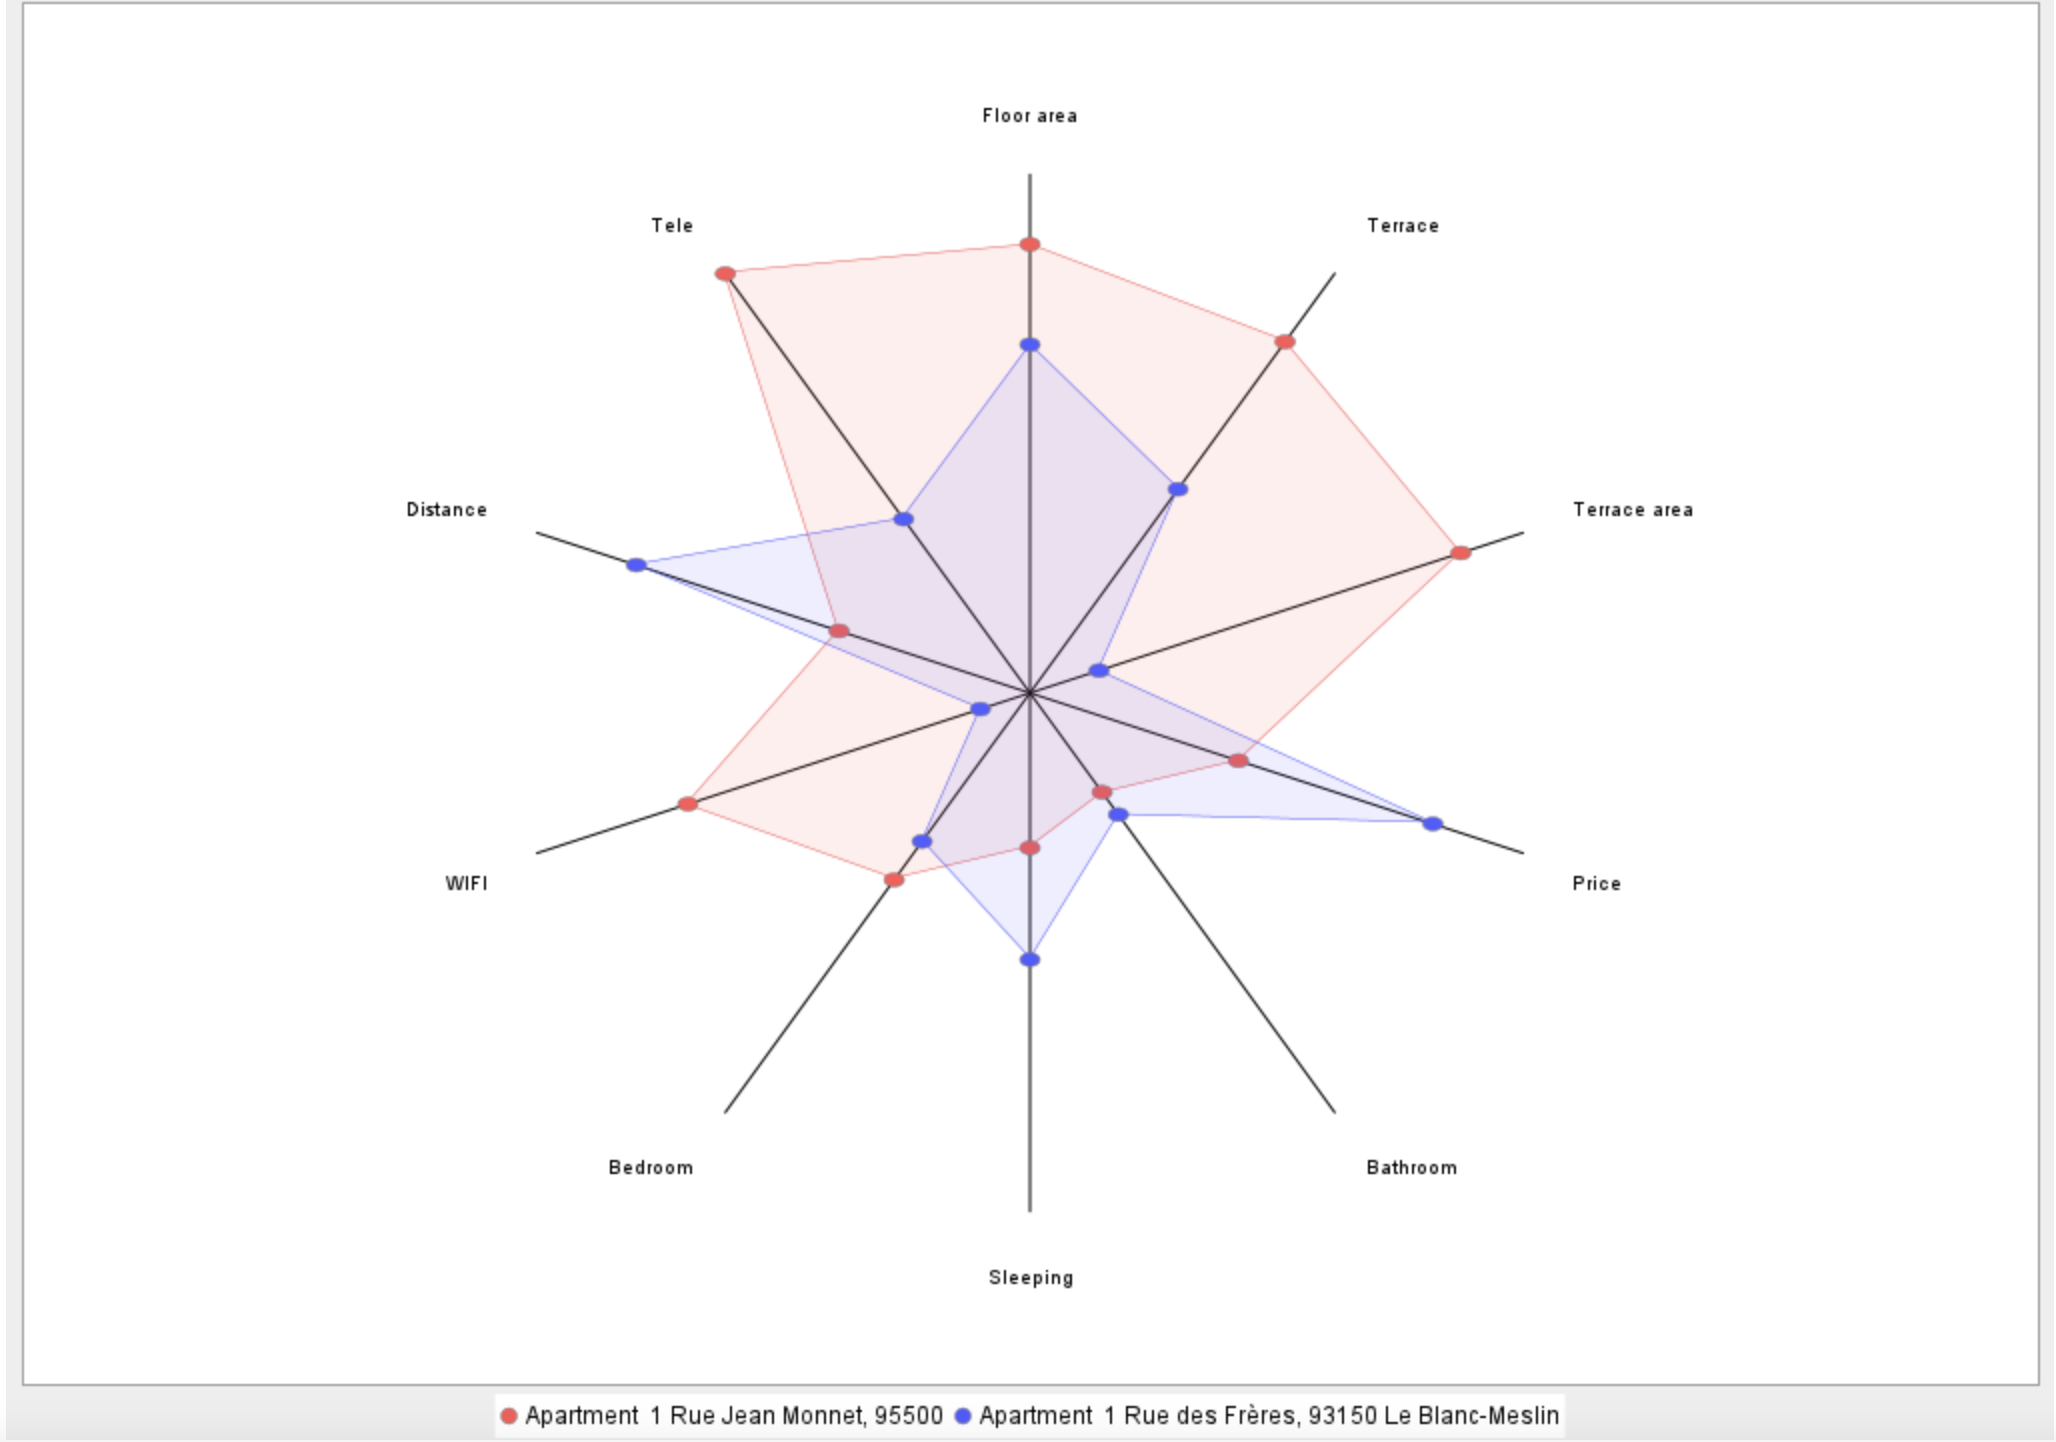 Floor area
Tele
Terrace
Distance
Terrace area
WIFI
Price
Bedroom
Bathroom
Sleeping
Apartment 1 Rue Jean Monnet, 95500 Apartment 1 Rue des Frères, 93150 Le Blanc-Meslin